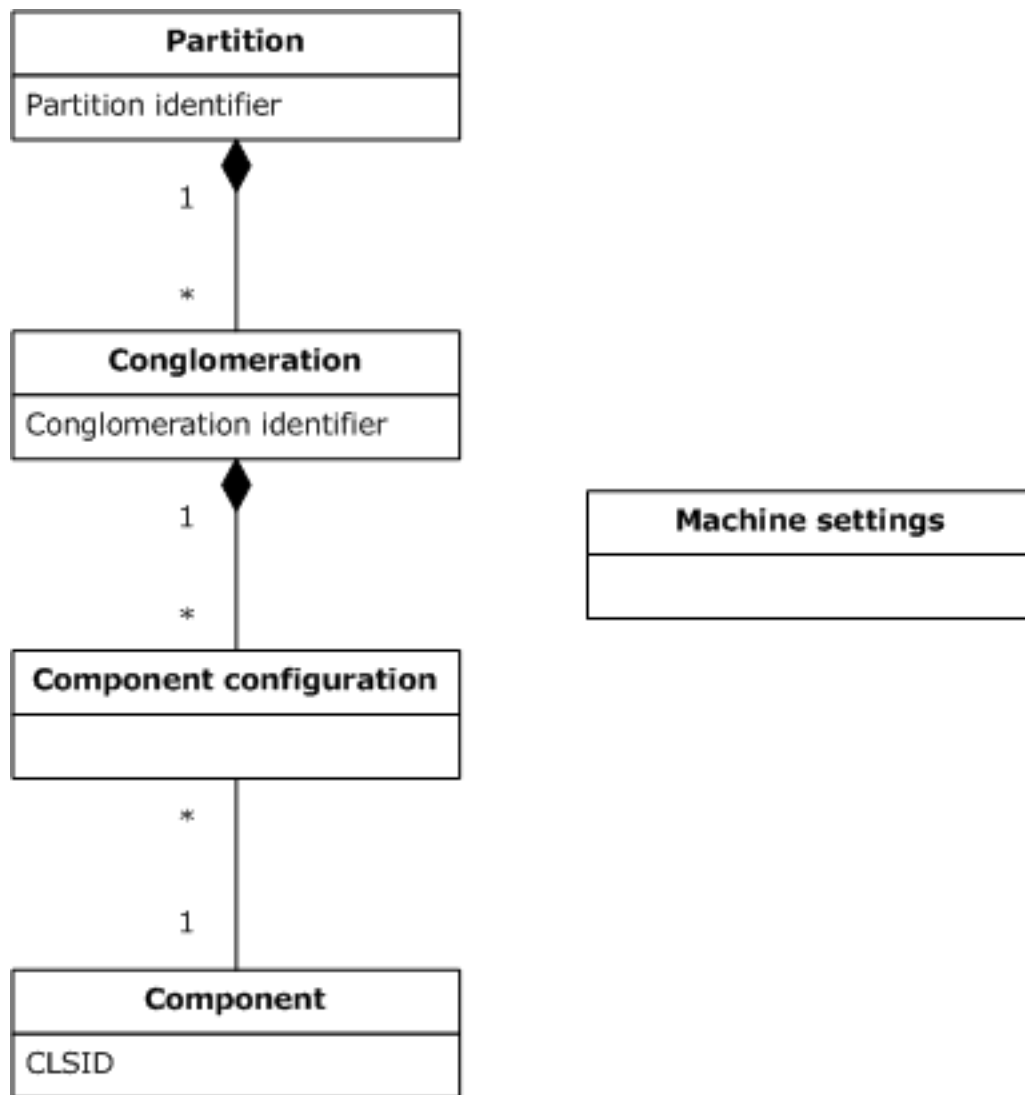 Partition
Partition identifier
1
*
Conglomeration
Conglomeration identifier
1
*
Machine settings
Component configuration
*
1
Component
CLSID